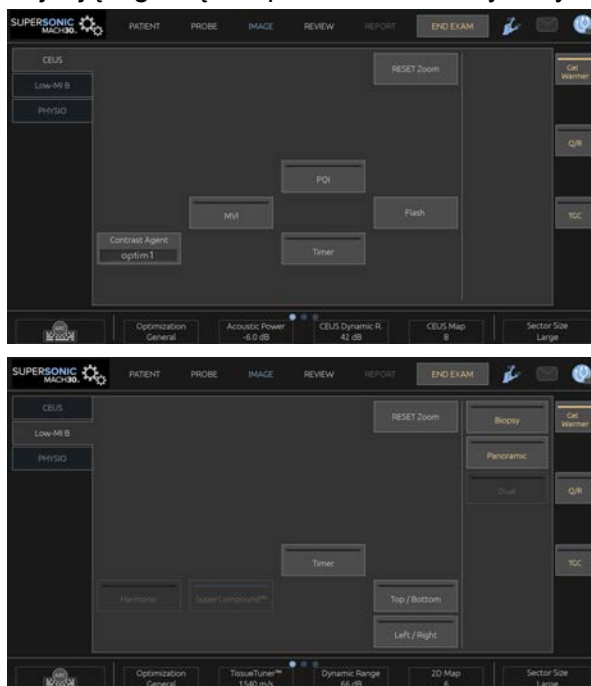 SUPERSONIC MACH30. PATIENT PROBE IMAGE REVIEW REPORT END EXAM
CEUS
RESET Zoom
Gel Warmer
Low-MI B
PHYSIO
Q/R
PQI
MVI
Flash
TGC
Contrast Agent
optim1
Timer
Optimization General
Acoustic Power -6.0 dB
CEUS Dynamic R. 42 dB
CEUS Map 8
Sector Size Large
SUPERSONIC MACH30. PATIENT PROBE IMAGE REVIEW REPORT END EXAM
CEUS
RESET Zoom
Biopsy
Gel Warmer
Low-MI B
Panoramic
PHYSIO
Dual
Q/R
Timer
TGC
Harmonic
SuperCompound™
Top / Bottom
Left / Right
Optimization General
TissueTuner™ 1540 m/s
Dynamic Range 66 dB
2D Map 6
Sector Size Large